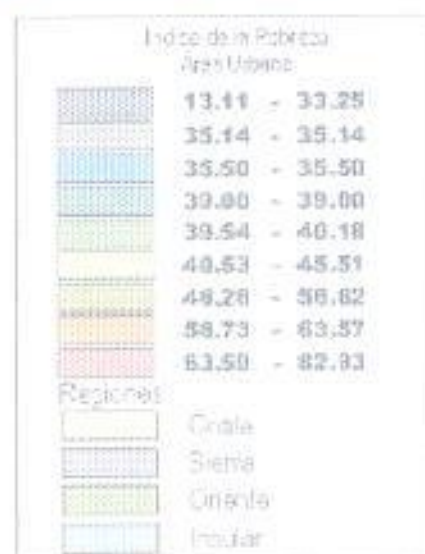 Indice de la Pobreza
Area Urbana
13.11 - 33.25
35.14 - 35.14
35.50 - 35.50
39.00 - 39.00
39.54 - 40.18
40.53 - 45.51
46.26 - 56.62
56.73 - 63.57
63.50 - 82.93
Regiones
Costa
Sierra
Oriente
Insular